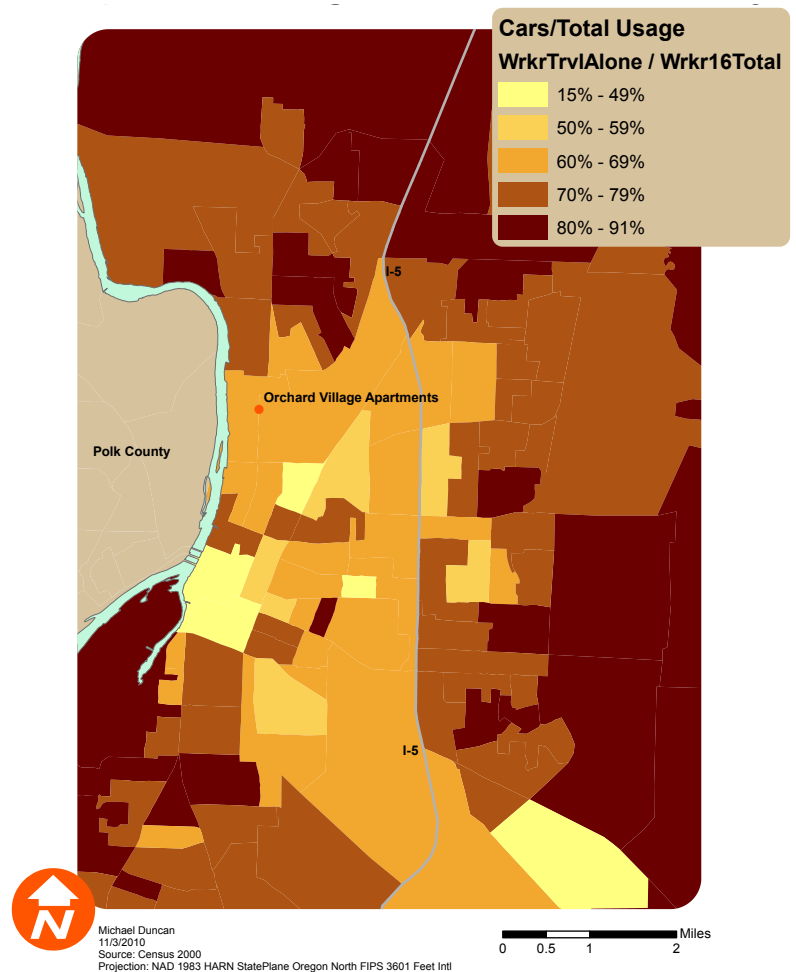 Cars/Total Usage
WrkrTrvlAlone / Wrkr16Total
15% - 49%
50% - 59%
60% - 69%
70% - 79%
80% - 91%
I-5
Orchard Village Apartments
Polk County
I-5
N
Michael Duncan
11/3/2010
Source: Census 2000
Projection: NAD 1983 HARN StatePlane Oregon North FIPS 3601 Feet Intl
Miles
0 0.5 1 2